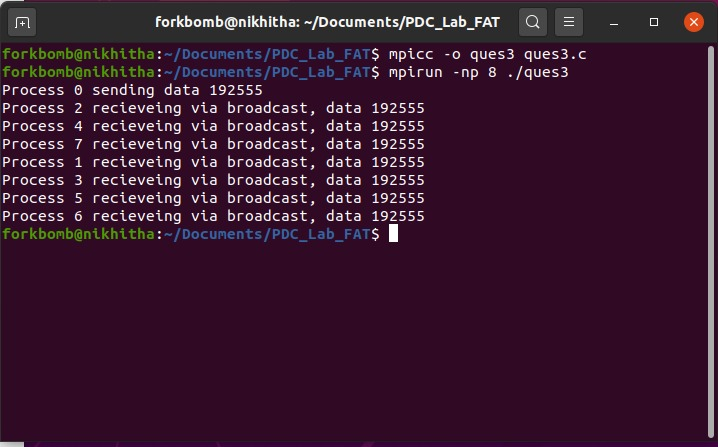 forkbomb@nikhitha: ~/Documents/PDC_Lab_FAT
forkbomb@nikhitha:~/Documents/PDC_Lab_FAT$ mpicc -o ques3 ques3.c
forkbomb@nikhitha:~/Documents/PDC_Lab_FAT$ mpirun -np 8 ./ques3
Process 0 sending data 192555
Process 2 recieveing via broadcast, data 192555
Process 4 recieveing via broadcast, data 192555
Process 7 recieveing via broadcast, data 192555
Process 1 recieveing via broadcast, data 192555
Process 3 recieveing via broadcast, data 192555
Process 5 recieveing via broadcast, data 192555
Process 6 recieveing via broadcast, data 192555
forkbomb@nikhitha:~/Documents/PDC_Lab_FAT$